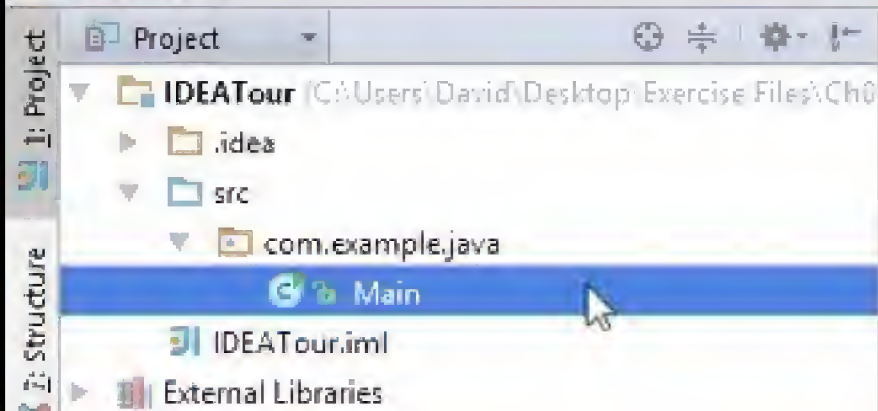 Project
IDEATour (C:\Users\David\Desktop\Exercise Files\Ch0
.idea
src
com.example.java
Main
IDEATour.iml
External Libraries
1: Project
7: Structure